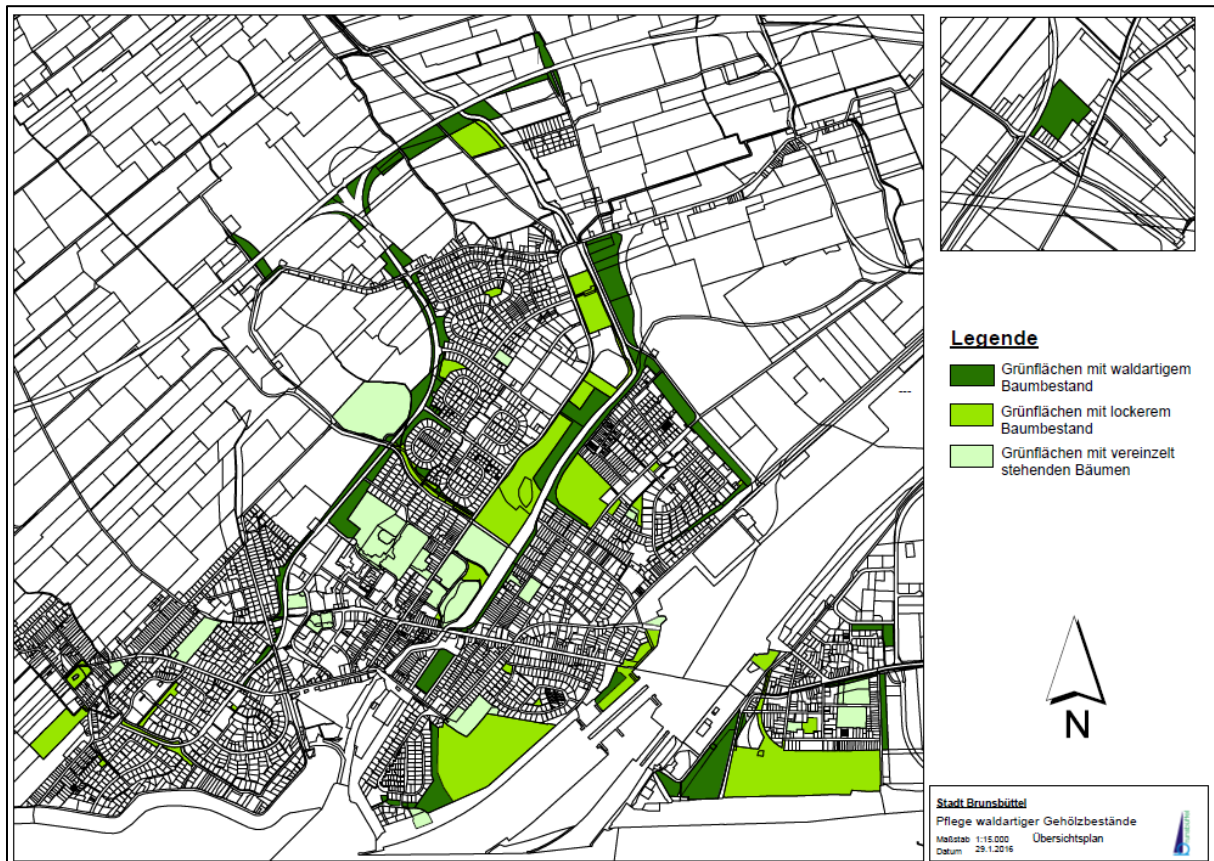 Legende
Grünflächen mit waldartigem
Baumbestand
Grünflächen mit lockerem
Baumbestand
Grünflächen mit vereinzelt
stehenden Bäumen
N
Stadt Brunsbüttel
Pflege waldartiger Gehölzbestände
Maßstab 1:15.000 Übersichtsplan
Datum 29.1.2016
brunsbüttel